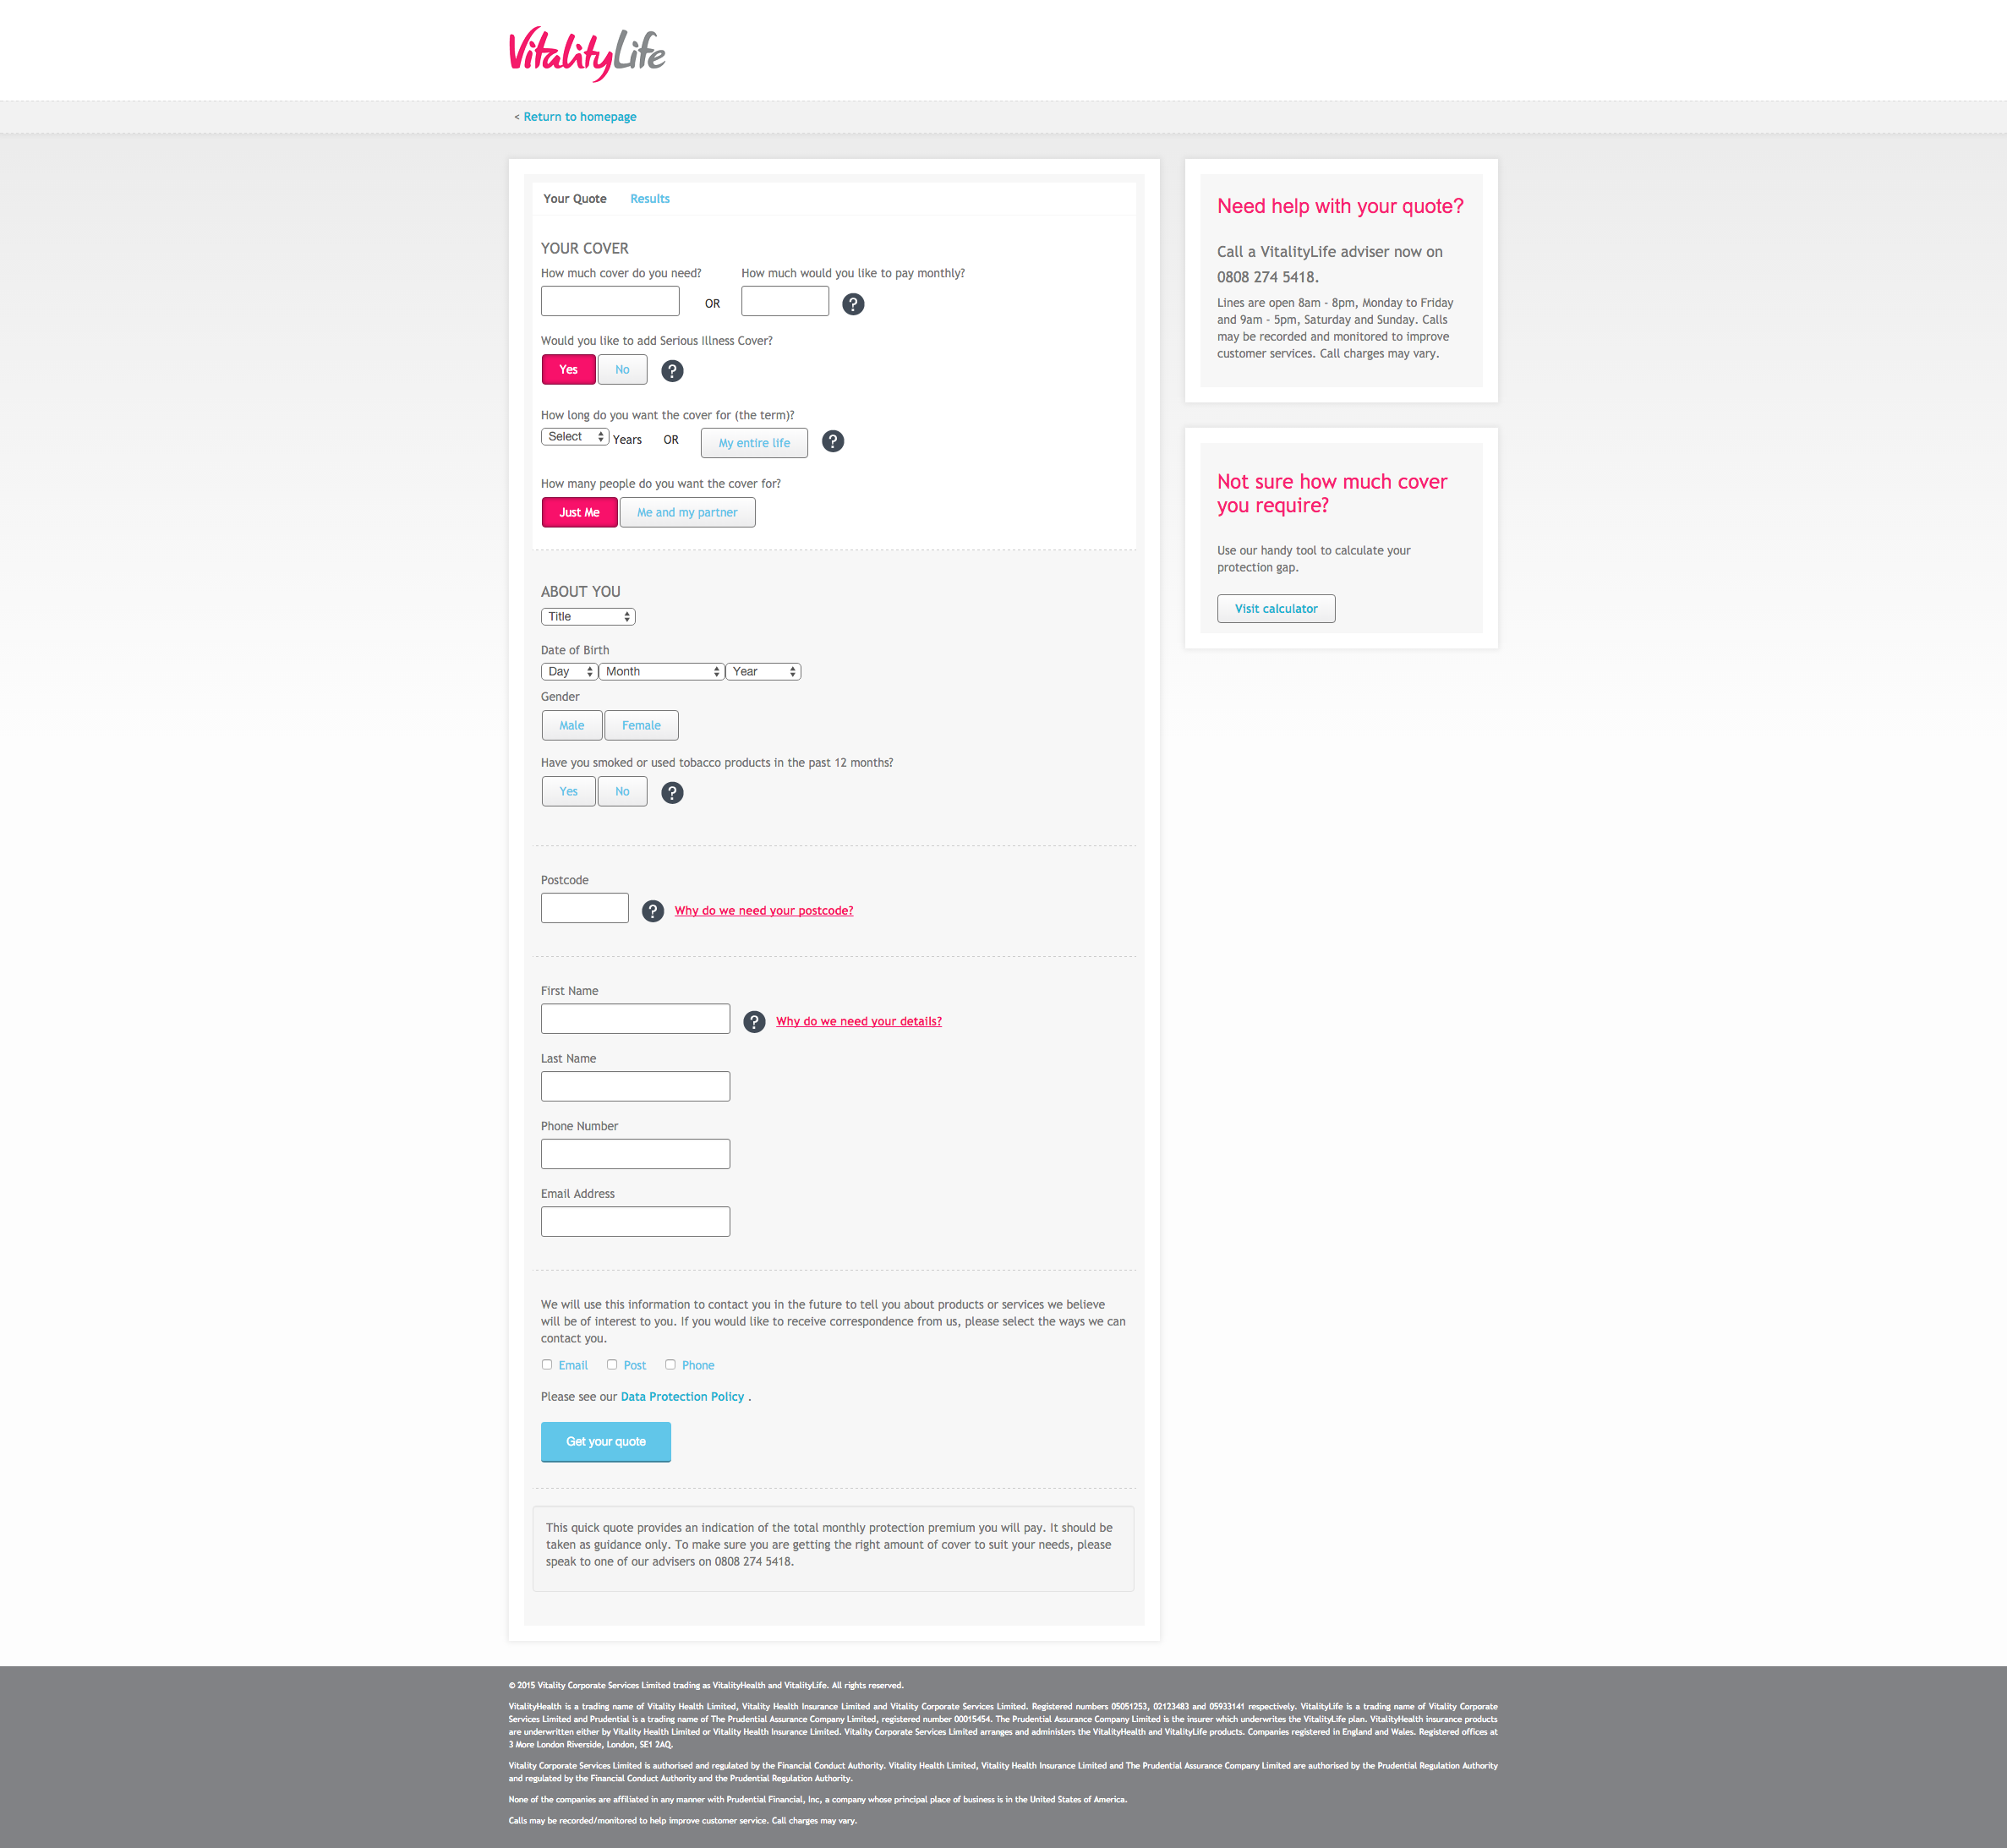 VitalityLife
< Return to homepage
Your Quote Results
YOUR COVER
How much cover do you need? How much would you like to pay monthly?
OR ?
Would you like to add Serious Illness Cover?
Yes No ?
How long do you want the cover for (the term)?
Select Years OR My entire life ?
How many people do you want the cover for?
Just Me Me and my partner
ABOUT YOU
Title
Date of Birth
Day Month Year
Gender
Male Female
Have you smoked or used tobacco products in the past 12 months?
Yes No ?
Postcode
? Why do we need your postcode?
First Name
? Why do we need your details?
Last Name
Phone Number
Email Address
We will use this information to contact you in the future to tell you about products or services we believe
will be of interest to you. If you would like to receive correspondence from us, please select the ways we can
contact you.
Email Post Phone
Please see our Data Protection Policy .
Get your quote
This quick quote provides an indication of the total monthly protection premium you will pay. It should be
taken as guidance only. To make sure you are getting the right amount of cover to suit your needs, please
speak to one of our advisers on 0808 274 5418.
Need help with your quote?
Call a VitalityLife adviser now on
0808 274 5418.
Lines are open 8am - 8pm, Monday to Friday
and 9am - 5pm, Saturday and Sunday. Calls
may be recorded and monitored to improve
customer services. Call charges may vary.
Not sure how much cover
you require?
Use our handy tool to calculate your
protection gap.
Visit calculator
© 2015 Vitality Corporate Services Limited trading as VitalityHealth and VitalityLife. All rights reserved.
VitalityHealth is a trading name of Vitality Health Limited, Vitality Health Insurance Limited and Vitality Corporate Services Limited. Registered numbers 05051253, 02123483 and 05933141 respectively. VitalityLife is a trading name of Vitality Corporate
Services Limited and Prudential is a trading name of The Prudential Assurance Company Limited, registered number 00015454. The Prudential Assurance Company Limited is the insurer which underwrites the VitalityLife plan. VitalityHealth insurance products
are underwritten either by Vitality Health Limited or Vitality Health Insurance Limited. Vitality Corporate Services Limited arranges and administers the VitalityHealth and VitalityLife products. Companies registered in England and Wales. Registered offices at
3 More London Riverside, London, SE1 2AQ.
Vitality Corporate Services Limited is authorised and regulated by the Financial Conduct Authority. Vitality Health Limited, Vitality Health Insurance Limited and The Prudential Assurance Company Limited are authorised by the Prudential Regulation Authority
and regulated by the Financial Conduct Authority and the Prudential Regulation Authority.
None of the companies are affiliated in any manner with Prudential Financial, Inc, a company whose principal place of business is in the United States of America.
Calls may be recorded/monitored to help improve customer service. Call charges may vary.